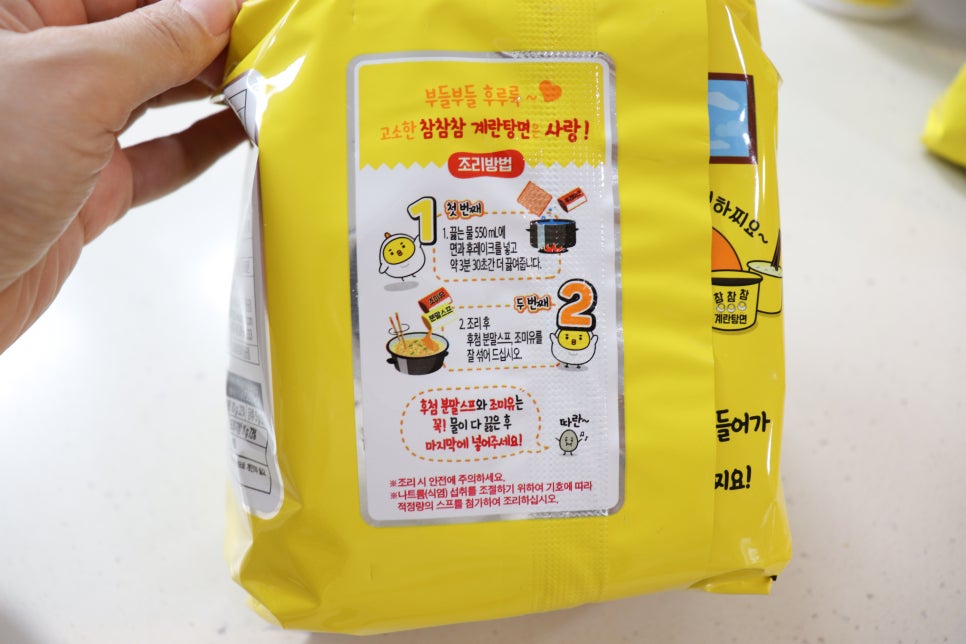 부들부들 후루룩~
고소한 참참참 계란탕면은 사랑!
조리방법
1
첫 번째
1. 끓는 물 550 mL에
면과 후레이크를 넣고
약 3분 30초간 더 끓여줍니다.
조미유
분말스프
두 번째
2
2. 조리 후
후첨 분말스프, 조미유를
잘 섞어 드십시오.
후첨 분말스프와 조미유는
꼭! 물이 다 끓은 후
마지막에 넣어주세요!
따란~
※조리 시 안전에 주의하세요.
※나트륨(식염) 섭취를 조절하기 위하여 기호에 따라
적정량의 스프를 첨가하여 조리하십시오.
하찌요~
참참참
계란탕면
들어가
지요!